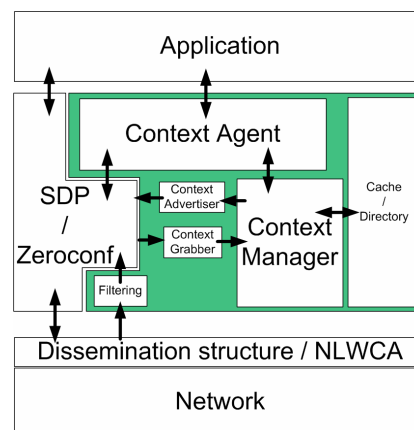 Application
Context Agent
SDP
/
Zeroconf
Context
Advertiser
Context
Grabber
Filtering
Context
Manager
Cache
/
Directory
Dissemination structure / NLWCA
Network